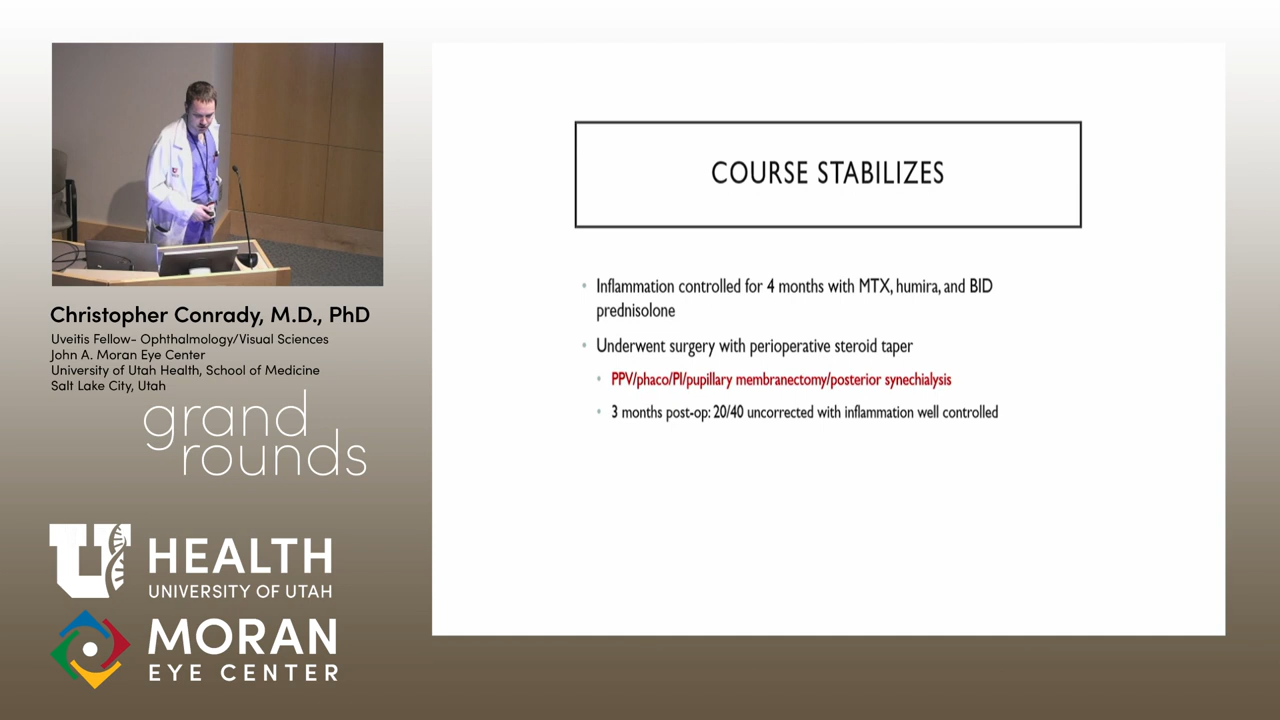 Christopher Conrady, M.D., PhD
Uveitis Fellow- Ophthalmology/Visual Sciences
John A. Moran Eye Center
University of Utah Health, School of Medicine
Salt Lake City, Utah
grand
rounds
U HEALTH
UNIVERSITY OF UTAH
MORAN
EYE CENTER
COURSE STABILIZES
Inflammation controlled for 4 months with MTX, humira, and BID
prednisolone
Underwent surgery with perioperative steroid taper
PPV/phaco/PI/pupillary membranectomy/posterior synechialysis
3 months post-op: 20/40 uncorrected with inflammation well controlled